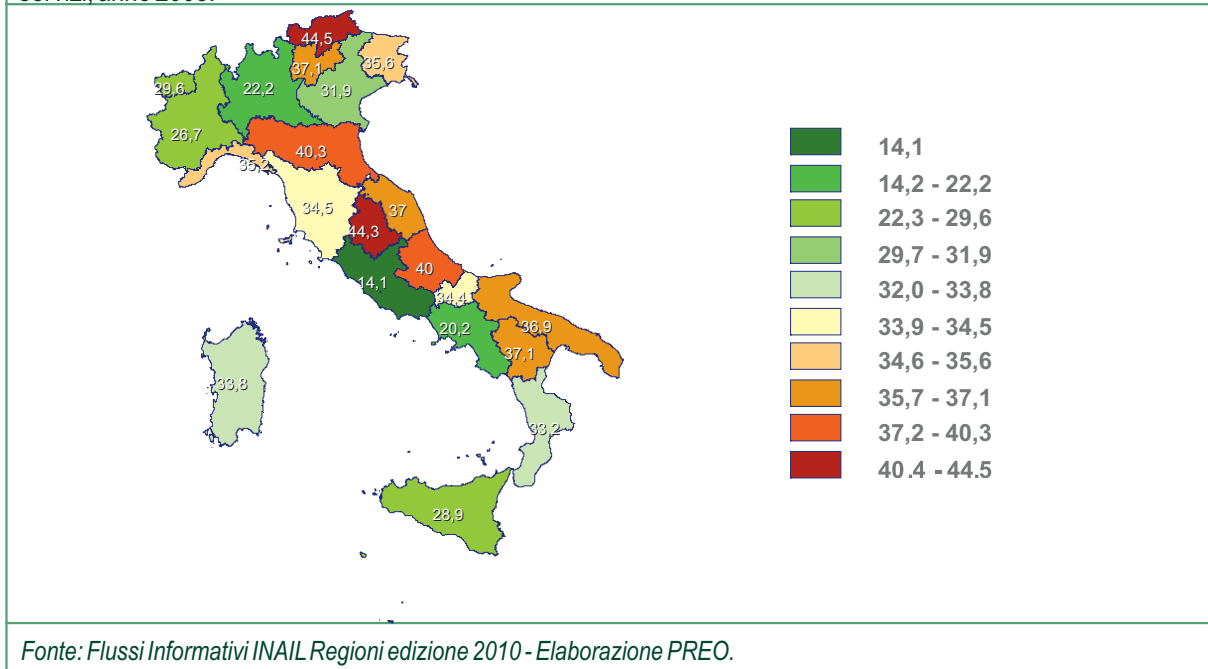 44,5
37,1
35,6
29,6
22,2
31,9
26,7
40,3
35,2
34,5
37
44,3
40
14,1
34,4
20,2
36,9
37,1
33,8
33,2
28,9
14,1
14,2 - 22,2
22,3 - 29,6
29,7 - 31,9
32,0 - 33,8
33,9 - 34,5
34,6 - 35,6
35,7 - 37,1
37,2 - 40,3
40.4 - 44.5
Fonte: Flussi Informativi INAIL Regioni edizione 2010 - Elaborazione PREO.